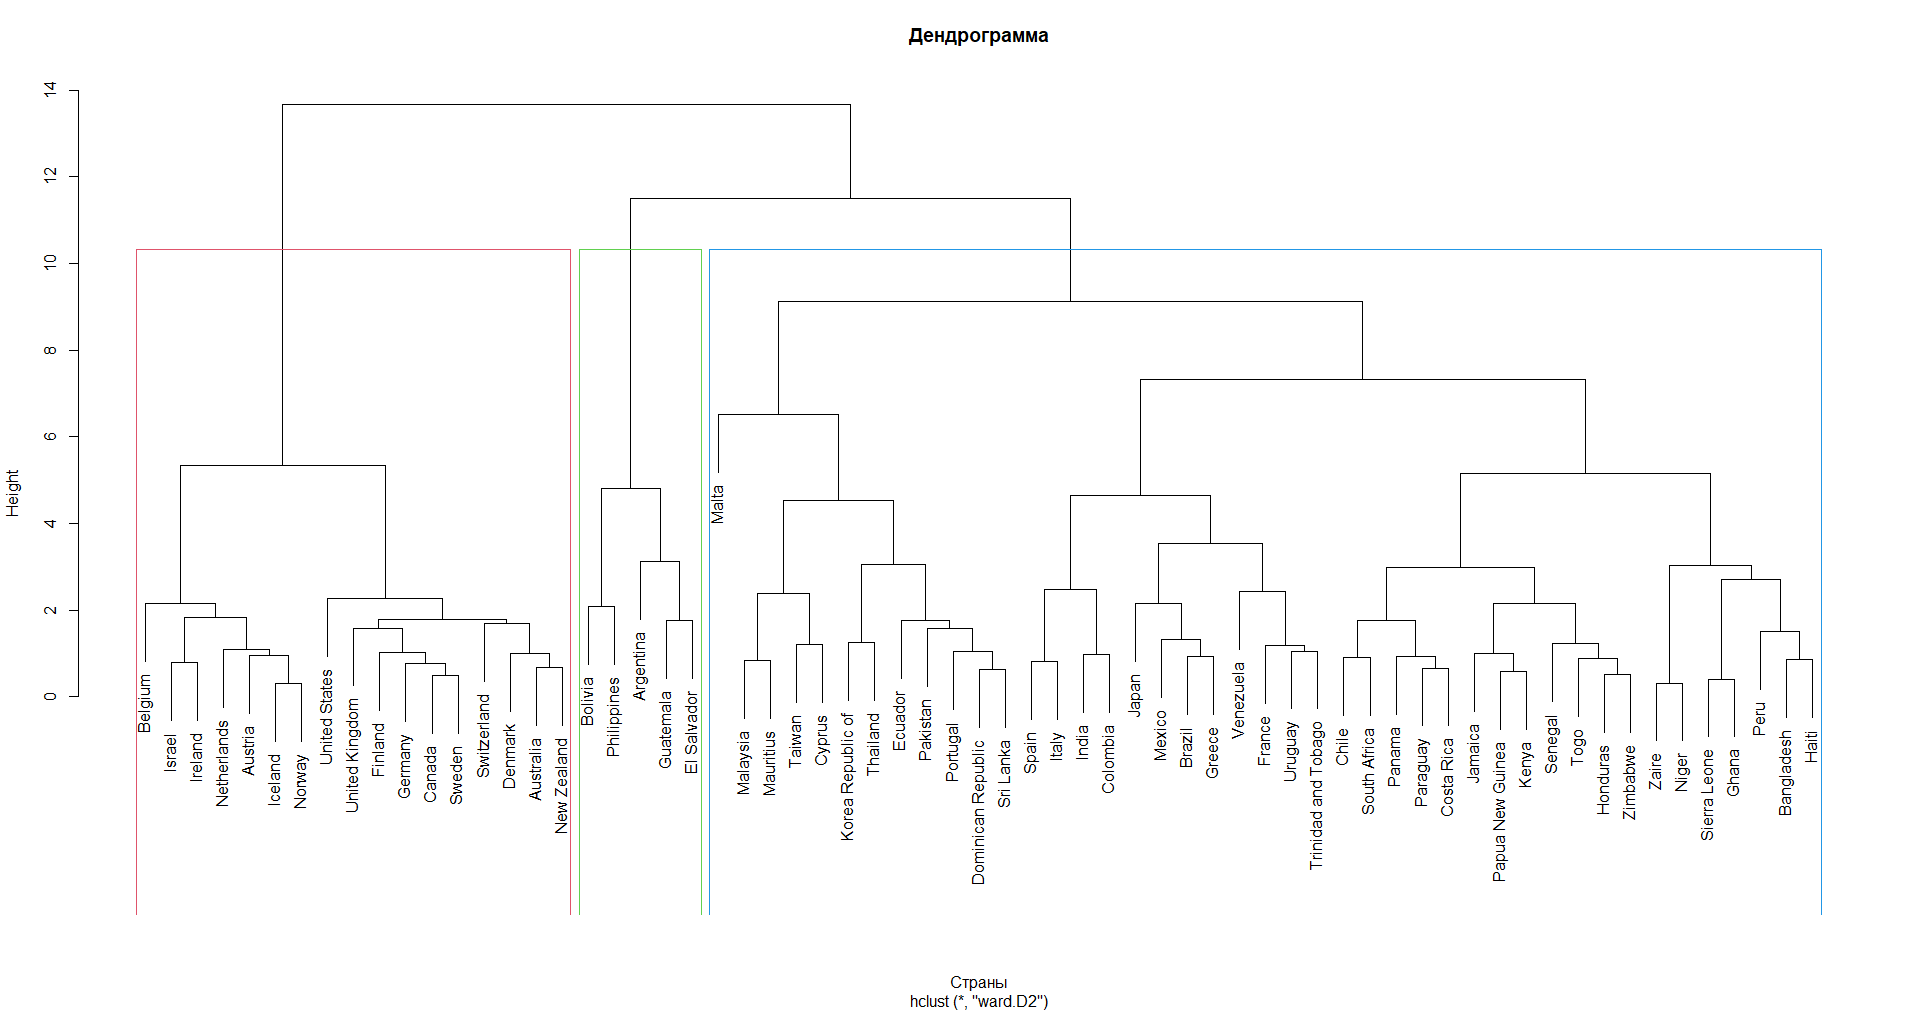 Дендрограмма
Height
14
12
10
8
6
4
2
0
Belgium
Israel
Ireland
Netherlands
Austria
Iceland
Norway
United States
United Kingdom
Finland
Germany
Canada
Sweden
Switzerland
Denmark
Australia
New Zealand
Bolivia
Philippines
Argentina
Guatemala
El Salvador
Malta
Malaysia
Mauritius
Taiwan
Cyprus
Korea Republic of
Thailand
Ecuador
Pakistan
Portugal
Dominican Republic
Sri Lanka
Spain
Italy
India
Colombia
Japan
Mexico
Brazil
Greece
Venezuela
France
Uruguay
Trinidad and Tobago
Chile
South Africa
Panama
Paraguay
Costa Rica
Jamaica
Papua New Guinea
Kenya
Senegal
Togo
Honduras
Zimbabwe
Zaire
Niger
Sierra Leone
Ghana
Peru
Bangladesh
Haiti
Страны
hclust (*, "ward.D2")